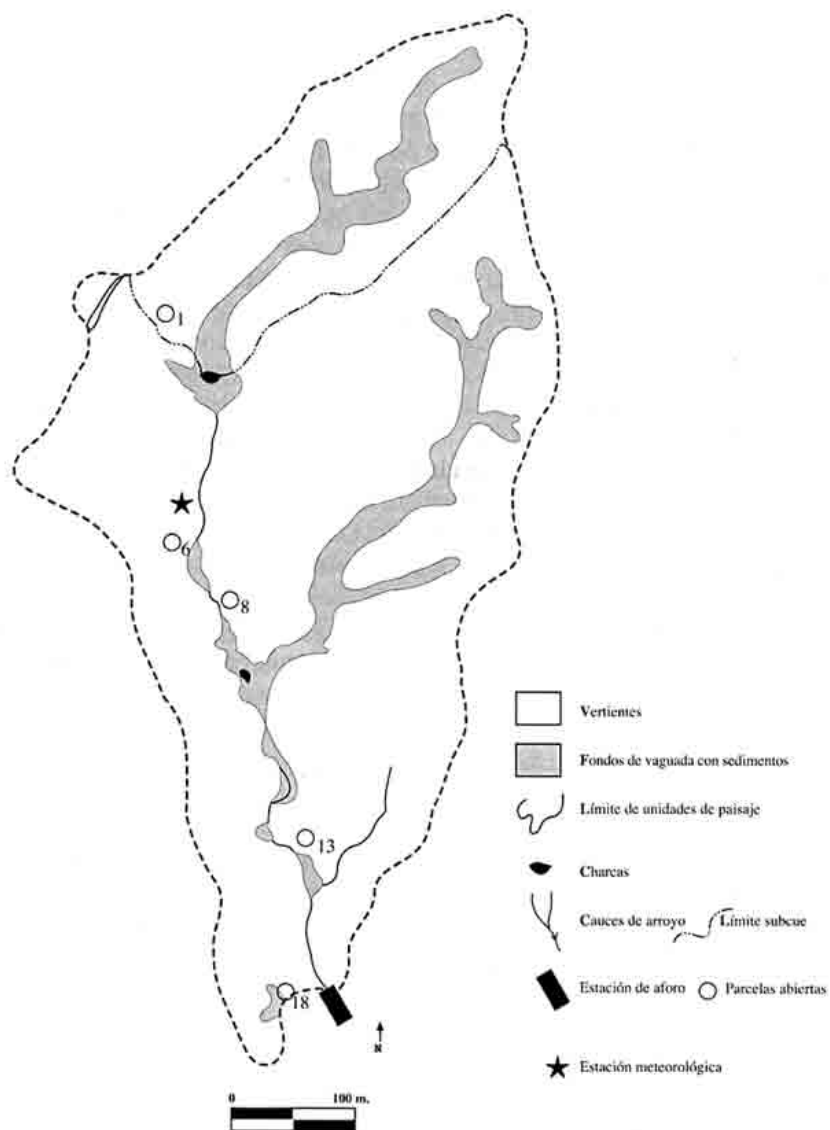 1
6
8
13
18
Vertientes
Fondos de vaguada con sedimentos
Límite de unidades de paisaje
Charcas
Cauces de arroyo Límite subcue
Estación de aforo Parcelas abiertas
N
Estación meteorológica
0 100 m.